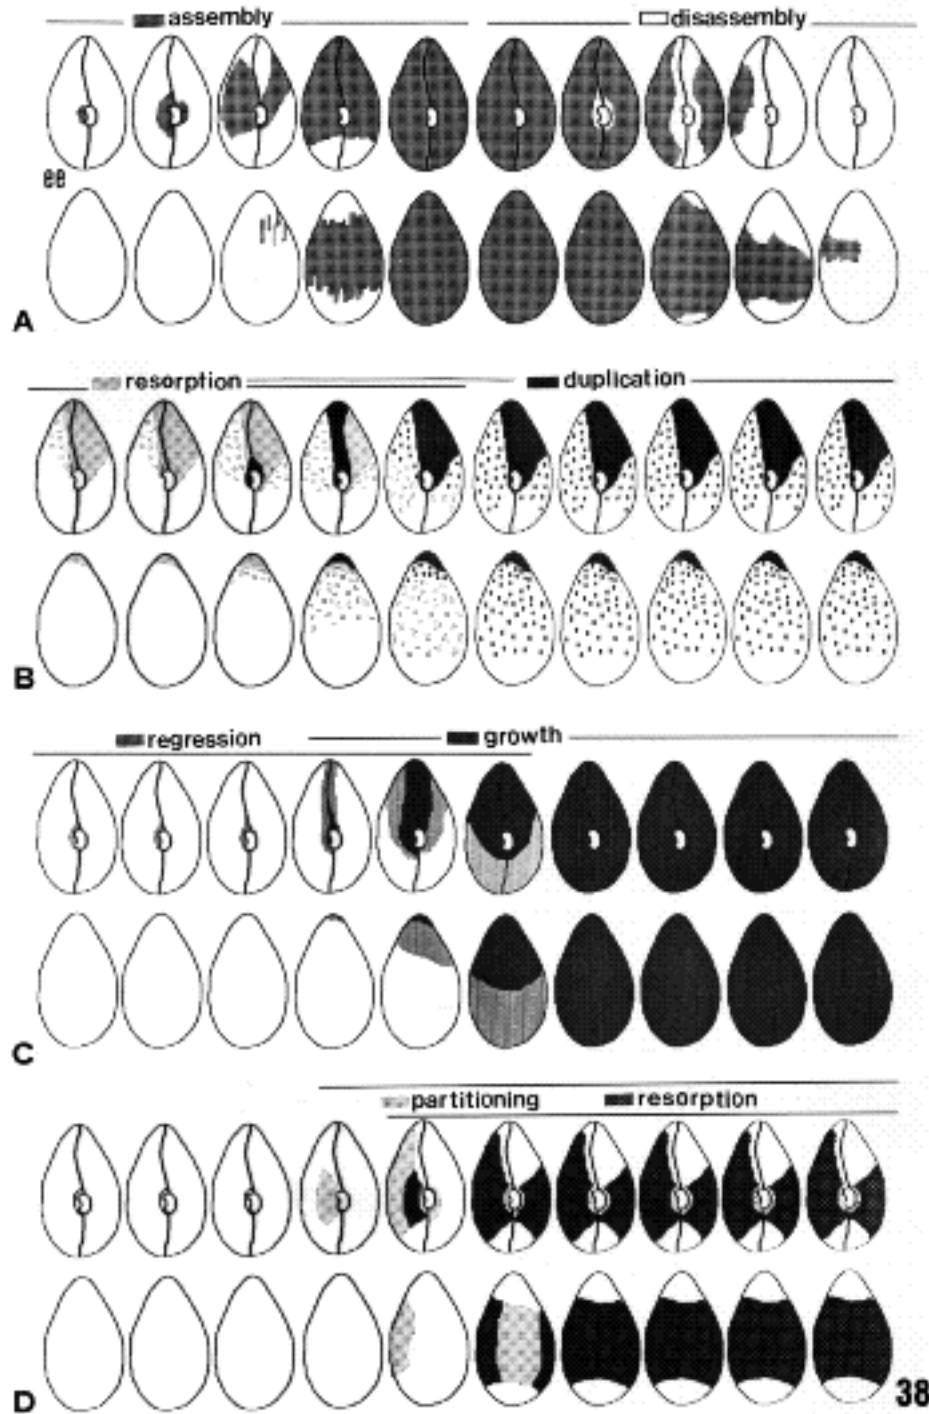 assembly disassembly
ee
A
resorption duplication
B
regression growth
C
partitioning resorption
D 38